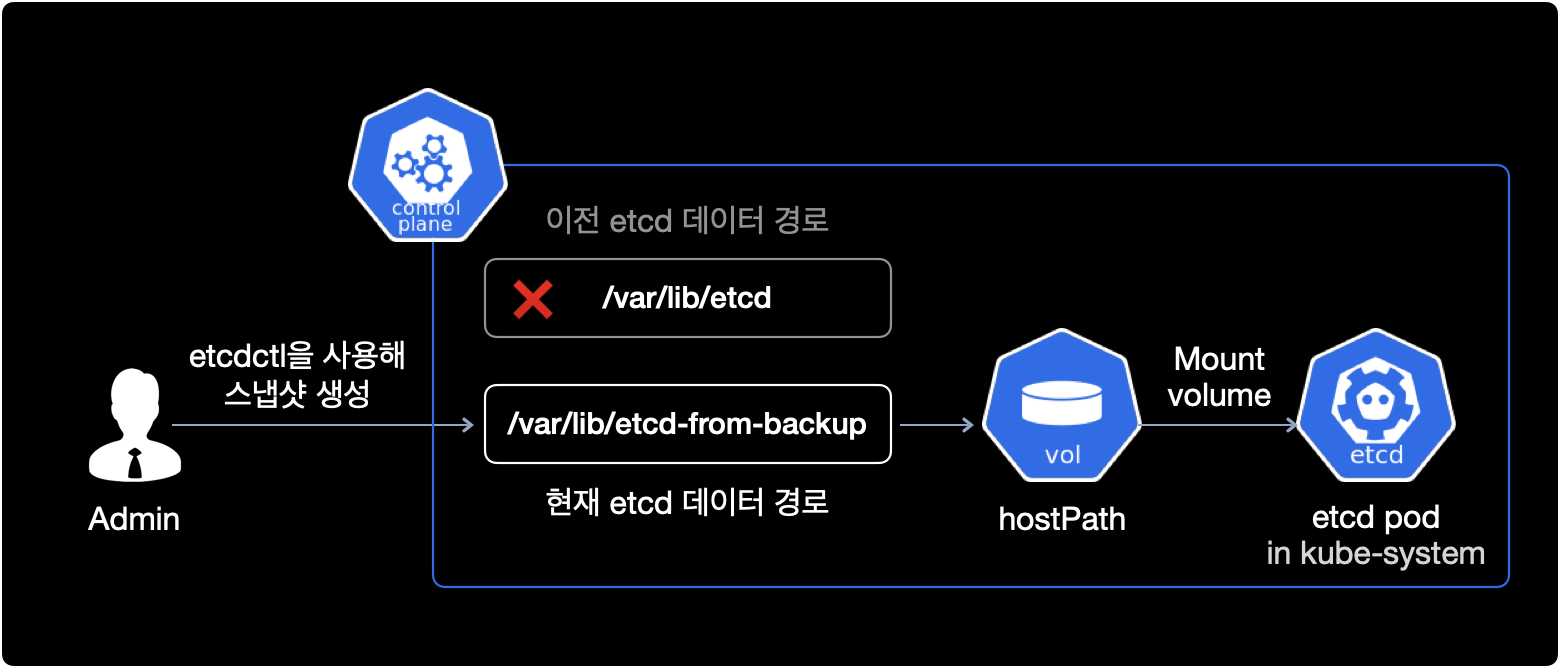 control
plane
이전 etcd 데이터 경로
/var/lib/etcd
etcdctl을 사용해
스냅샷 생성
Admin
/var/lib/etcd-from-backup
현재 etcd 데이터 경로
vol
hostPath
Mount
volume
etcd
etcd pod
in kube-system